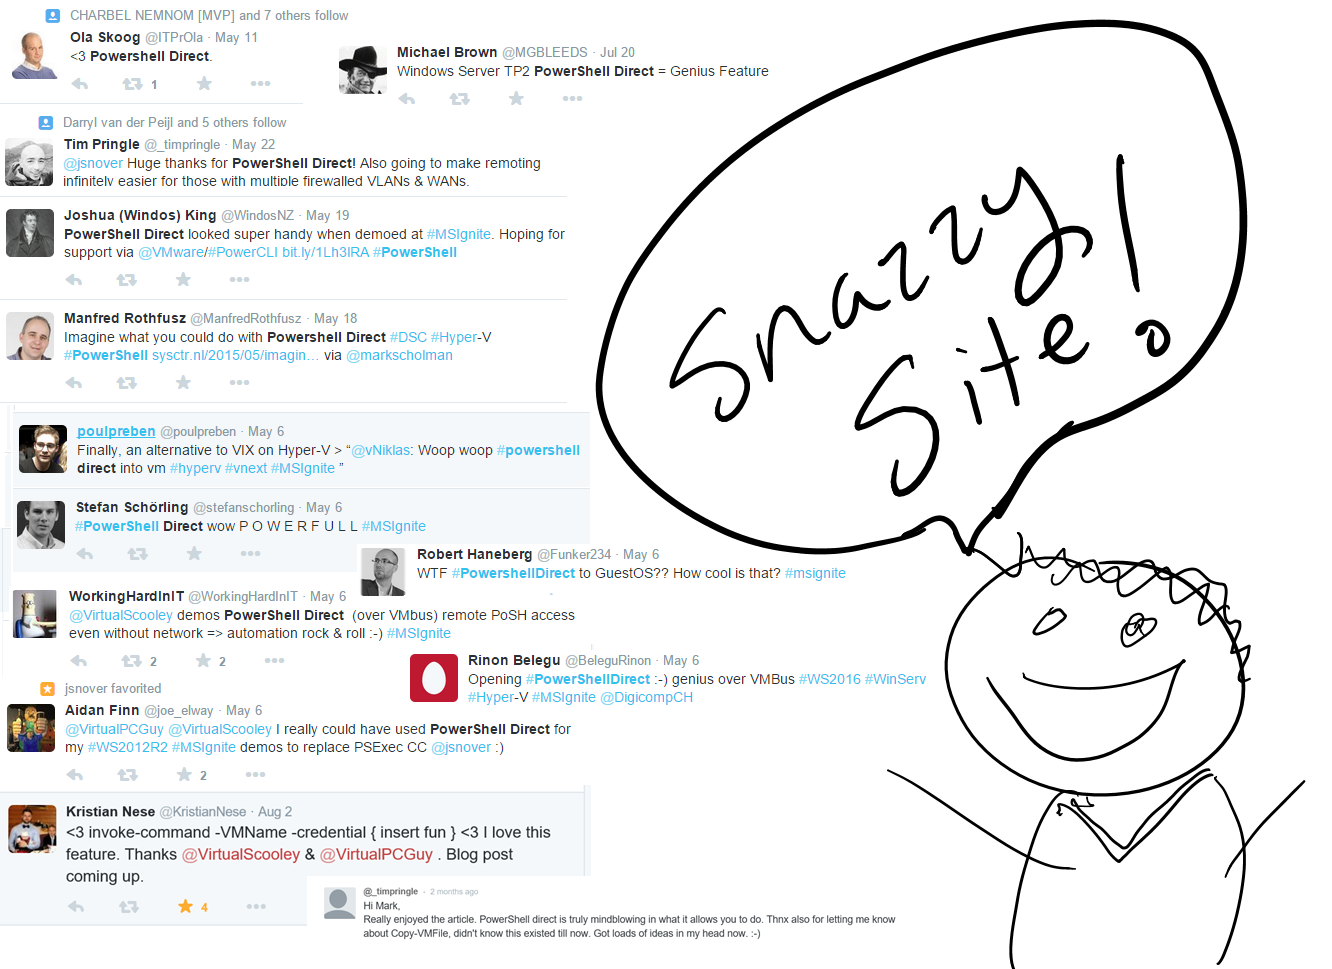 CHARBEL NEMNOM [MVP] and 7 others follow
Ola Skoog @ITPrOla · May 11
<3 Powershell Direct.
1
Michael Brown @MGBLEEDS · Jul 20
Windows Server TP2 PowerShell Direct = Genius Feature
Darryl van der Peijl and 5 others follow
Tim Pringle @_timpringle · May 22
@jsnover Huge thanks for PowerShell Direct! Also going to make remoting
infinitely easier for those with multiple firewalled VLANs & WANs.
Joshua (Windos) King @WindosNZ · May 19
PowerShell Direct looked super handy when demoed at #MSIgnite. Hoping for
support via @VMware/#PowerCLI bit.ly/1Lh3IRA #PowerShell
Manfred Rothfusz @ManfredRothfusz · May 18
Imagine what you could do with Powershell Direct #DSC #Hyper-V
#PowerShell sysctr.nl/2015/05/imagin… via @markscholman
poulpreben @poulpreben · May 6
Finally, an alternative to VIX on Hyper-V > “@vNiklas: Woop woop #powershell
direct into vm #hyperv #vnext #MSIgnite ”
Stefan Schörling @stefanschorling · May 6
#PowerShell Direct wow P O W E R F U L L #MSIgnite
Robert Haneberg @Funker234 · May 6
WTF #PowershellDirect to GuestOS?? How cool is that? #msignite
WorkingHardInIT @WorkingHardInIT · May 6
@VirtualScooley demos PowerShell Direct (over VMbus) remote PoSH access
even without network => automation rock & roll :-) #MSIgnite
2 2
Rinon Belegu @BeleguRinon · May 6
Opening #PowerShellDirect :-) genius over VMBus #WS2016 #WinServ
#Hyper-V #MSIgnite @DigicompCH
jsnover favorited
Aidan Finn @joe_elway · May 6
@VirtualPCGuy @VirtualScooley I really could have used PowerShell Direct for
my #WS2012R2 #MSIgnite demos to replace PSExec CC @jsnover :)
2
Kristian Nese @KristianNese · Aug 2
<3 invoke-command -VMName -credential { insert fun } <3 I love this
feature. Thanks @VirtualScooley & @VirtualPCGuy . Blog post
coming up.
4
@_timpringle · 2 months ago
Hi Mark,
Really enjoyed the article. PowerShell direct is truly mindblowing in what it allows you to do. Thnx also for letting me know
about Copy-VMFile, didn't know this existed till now. Got loads of ideas in my head now. :-)
Snazzy
Site!